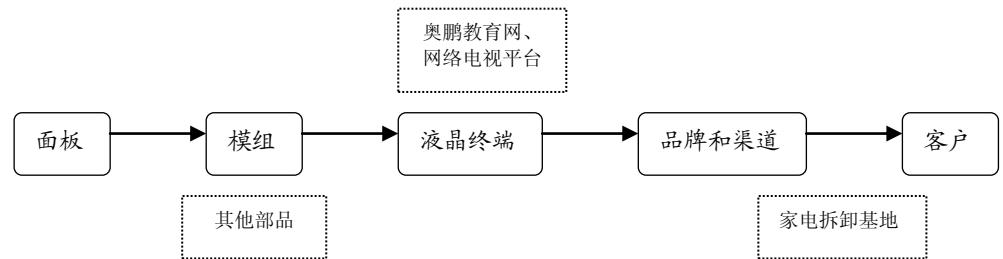 奥鹏教育网、
网络电视平台
面板
模组
液晶终端
品牌和渠道
客户
其他部品
家电拆卸基地